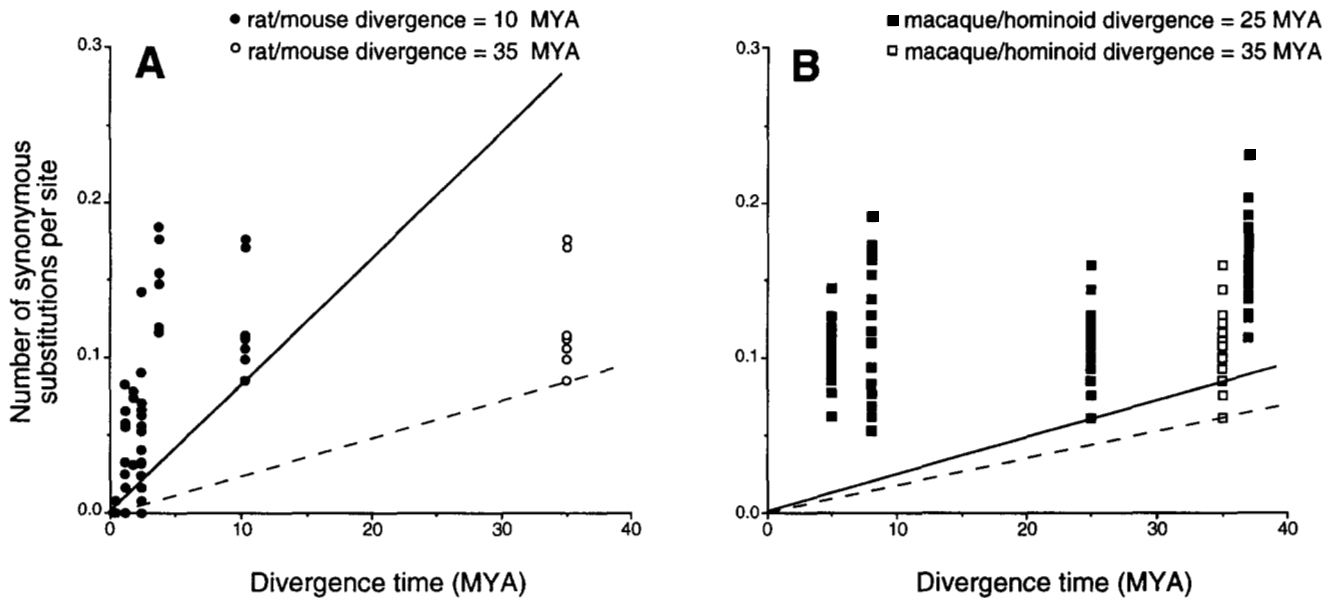 ● rat/mouse divergence = 10 MYA
○ rat/mouse divergence = 35 MYA
A
0.3
0.2
0.1
0.0
0
10
20
30
40
Number of synonymous
substitutions per site
Divergence time (MYA)
■ macaque/hominoid divergence = 25 MYA
□ macaque/hominoid divergence = 35 MYA
B
0.3
0.2
0.1
0.0
0
10
20
30
40
Divergence time (MYA)